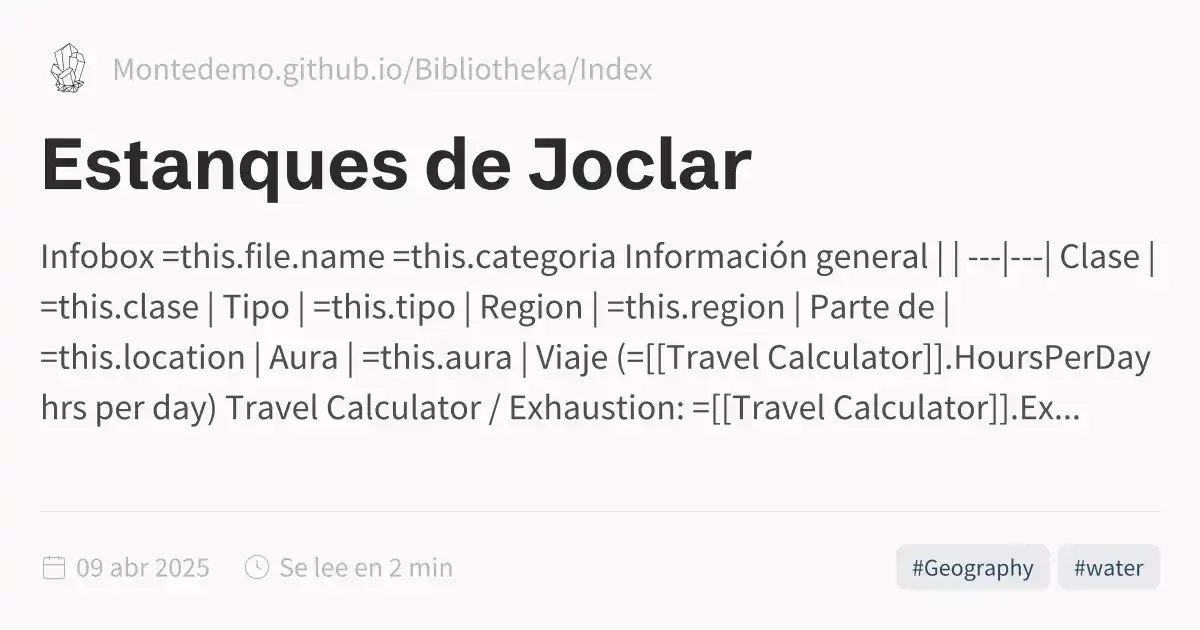 Montedemo.github.io/Bibliotheka/Index
Estanques de Joclar
Infobox =this.file.name =this.categoria Información general | | ---|---| Clase |
=this.clase | Tipo | =this.tipo | Region | =this.region | Parte de |
=this.location | Aura | =this.aura | Viaje (=[[Travel Calculator]].HoursPerDay
hrs per day) Travel Calculator / Exhaustion: =[[Travel Calculator]].Ex...
09 abr 2025 Se lee en 2 min #Geography #water